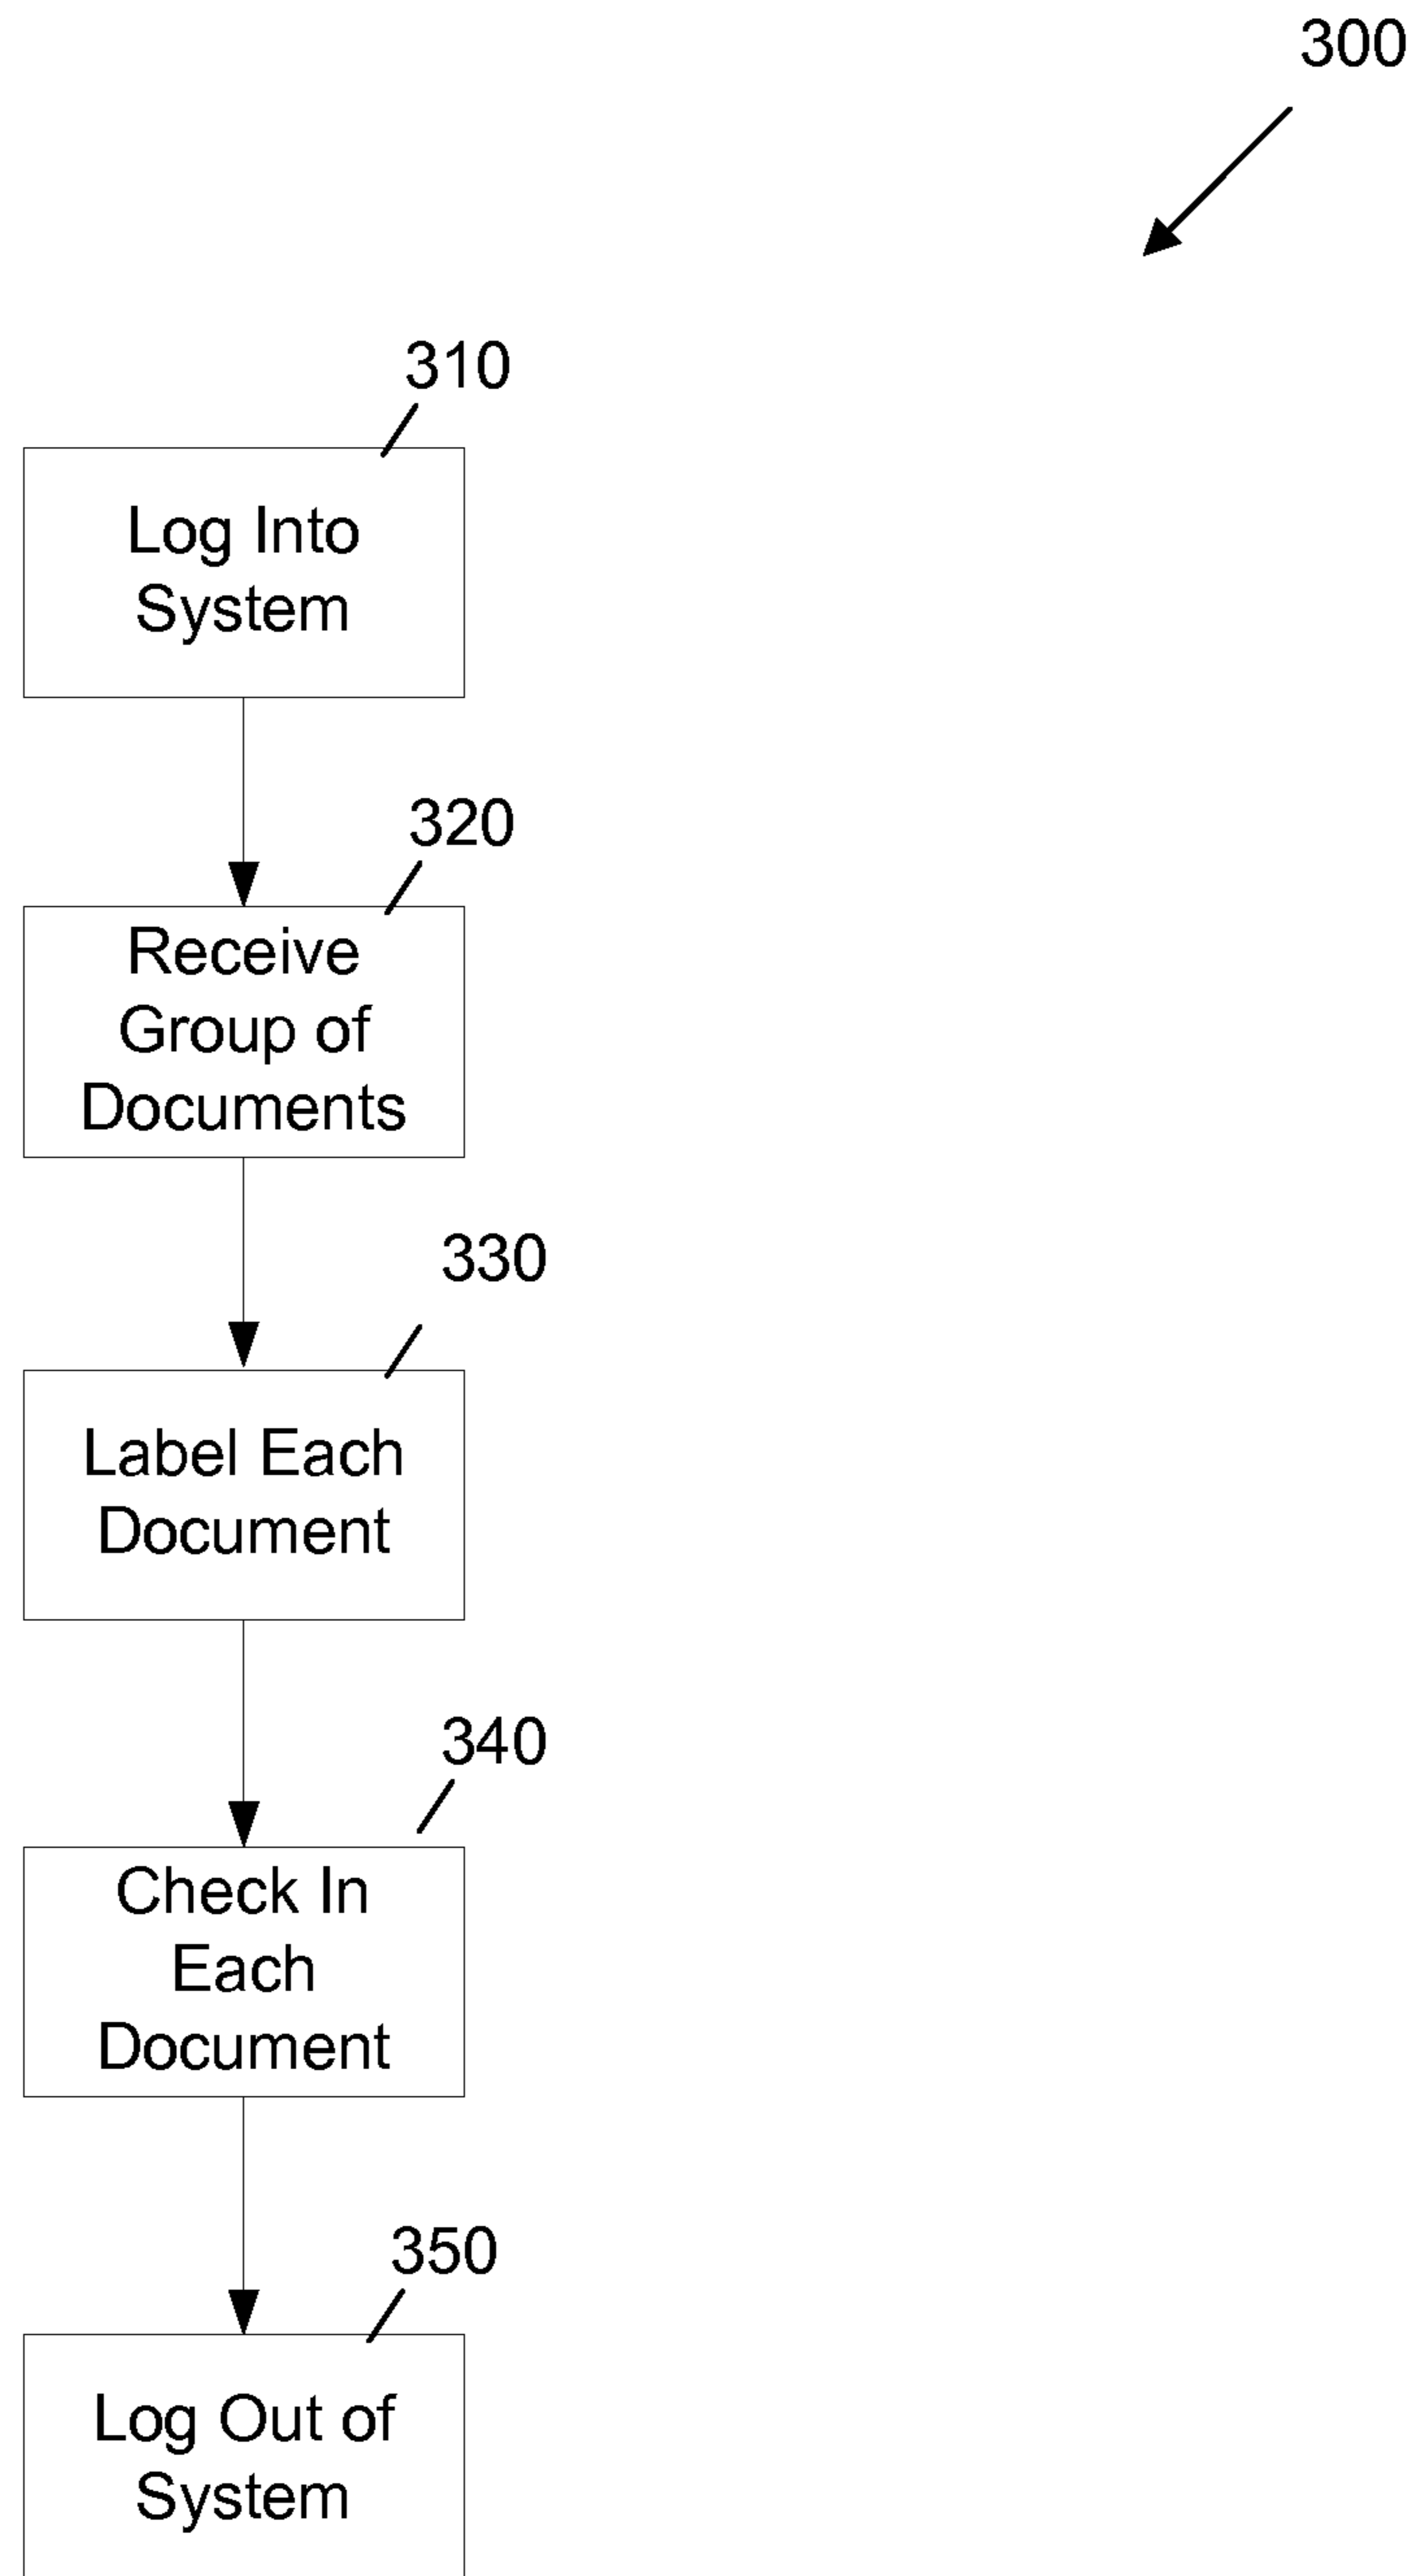 300
310
Log Into
System
320
Receive
Group of
Documents
330
Label Each
Document
340
Check In
Each
Document
350
Log Out of
System